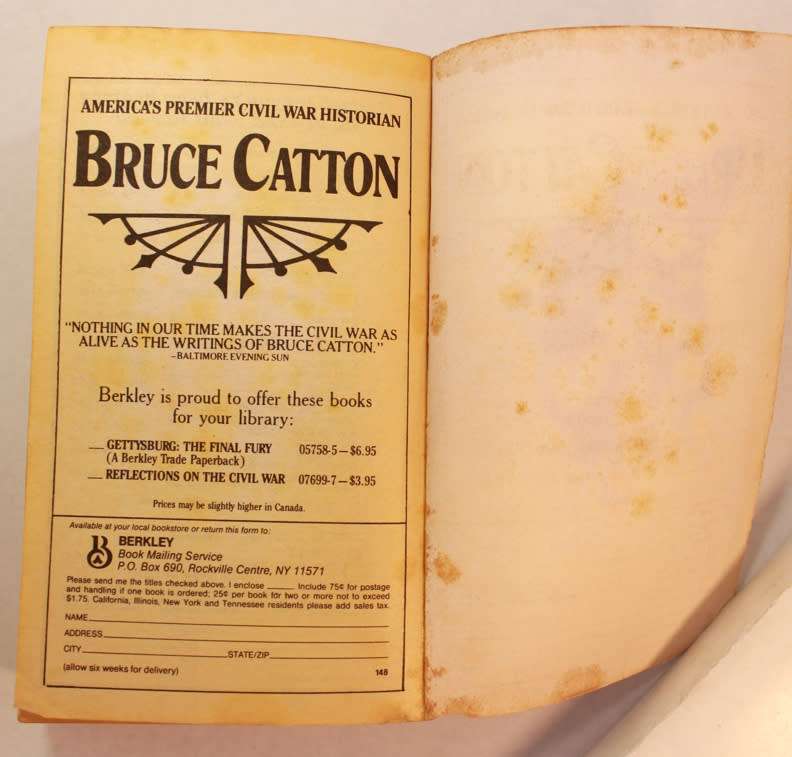 AMERICA'S PREMIER CIVIL WAR HISTORIAN
BRUCE CATTON
"NOTHING IN OUR TIME MAKES THE CIVIL WAR AS
ALIVE AS THE WRITINGS OF BRUCE CATTON."
–BALTIMORE EVENING SUN
Berkley is proud to offer these books
for your library:
___ GETTYSBURG: THE FINAL FURY 05758-5—$6.95
(A Berkley Trade Paperback)
___ REFLECTIONS ON THE CIVIL WAR 07699-7—$3.95
Prices may be slightly higher in Canada.
Available at your local bookstore or return this form to:
BERKLEY
Book Mailing Service
P.O. Box 690, Rockville Centre, NY 11571
Please send me the titles checked above. I enclose ______ Include 75¢ for postage
and handling if one book is ordered; 25¢ per book for two or more not to exceed
$1.75. California, Illinois, New York and Tennessee residents please add sales tax.
NAME
ADDRESS
CITY STATE/ZIP
(allow six weeks for delivery) 148